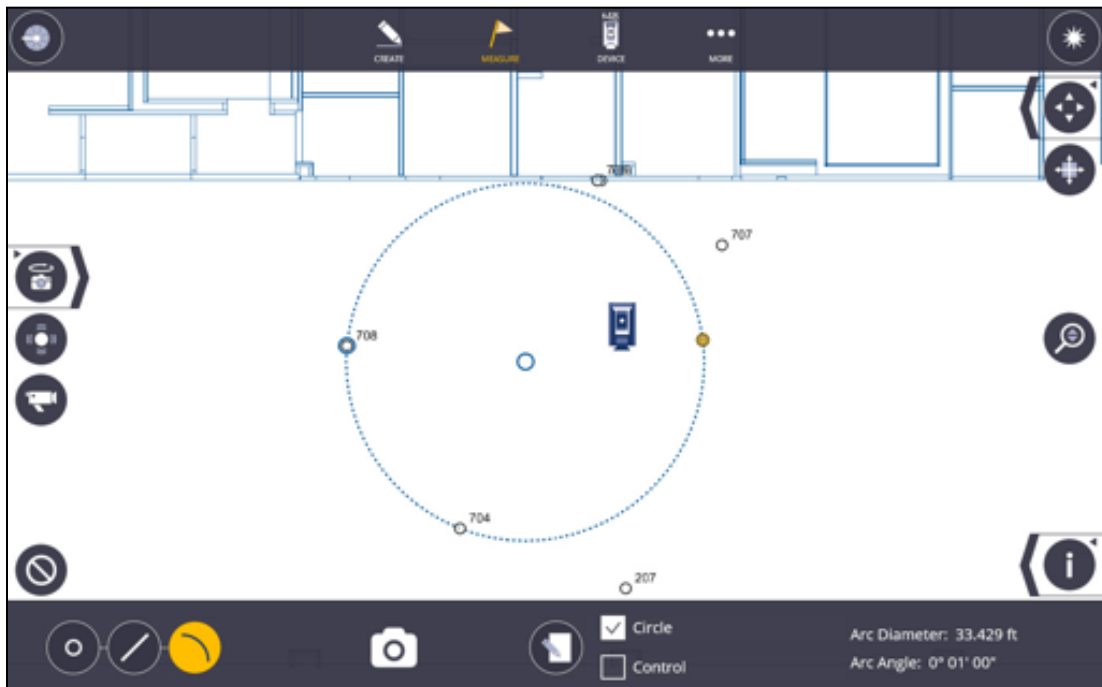 CREATE
MEASURE
DEVICE
MORE
707
708
704
207
i
Circle
Control
Arc Diameter: 33.429 ft
Arc Angle: 0° 01' 00"